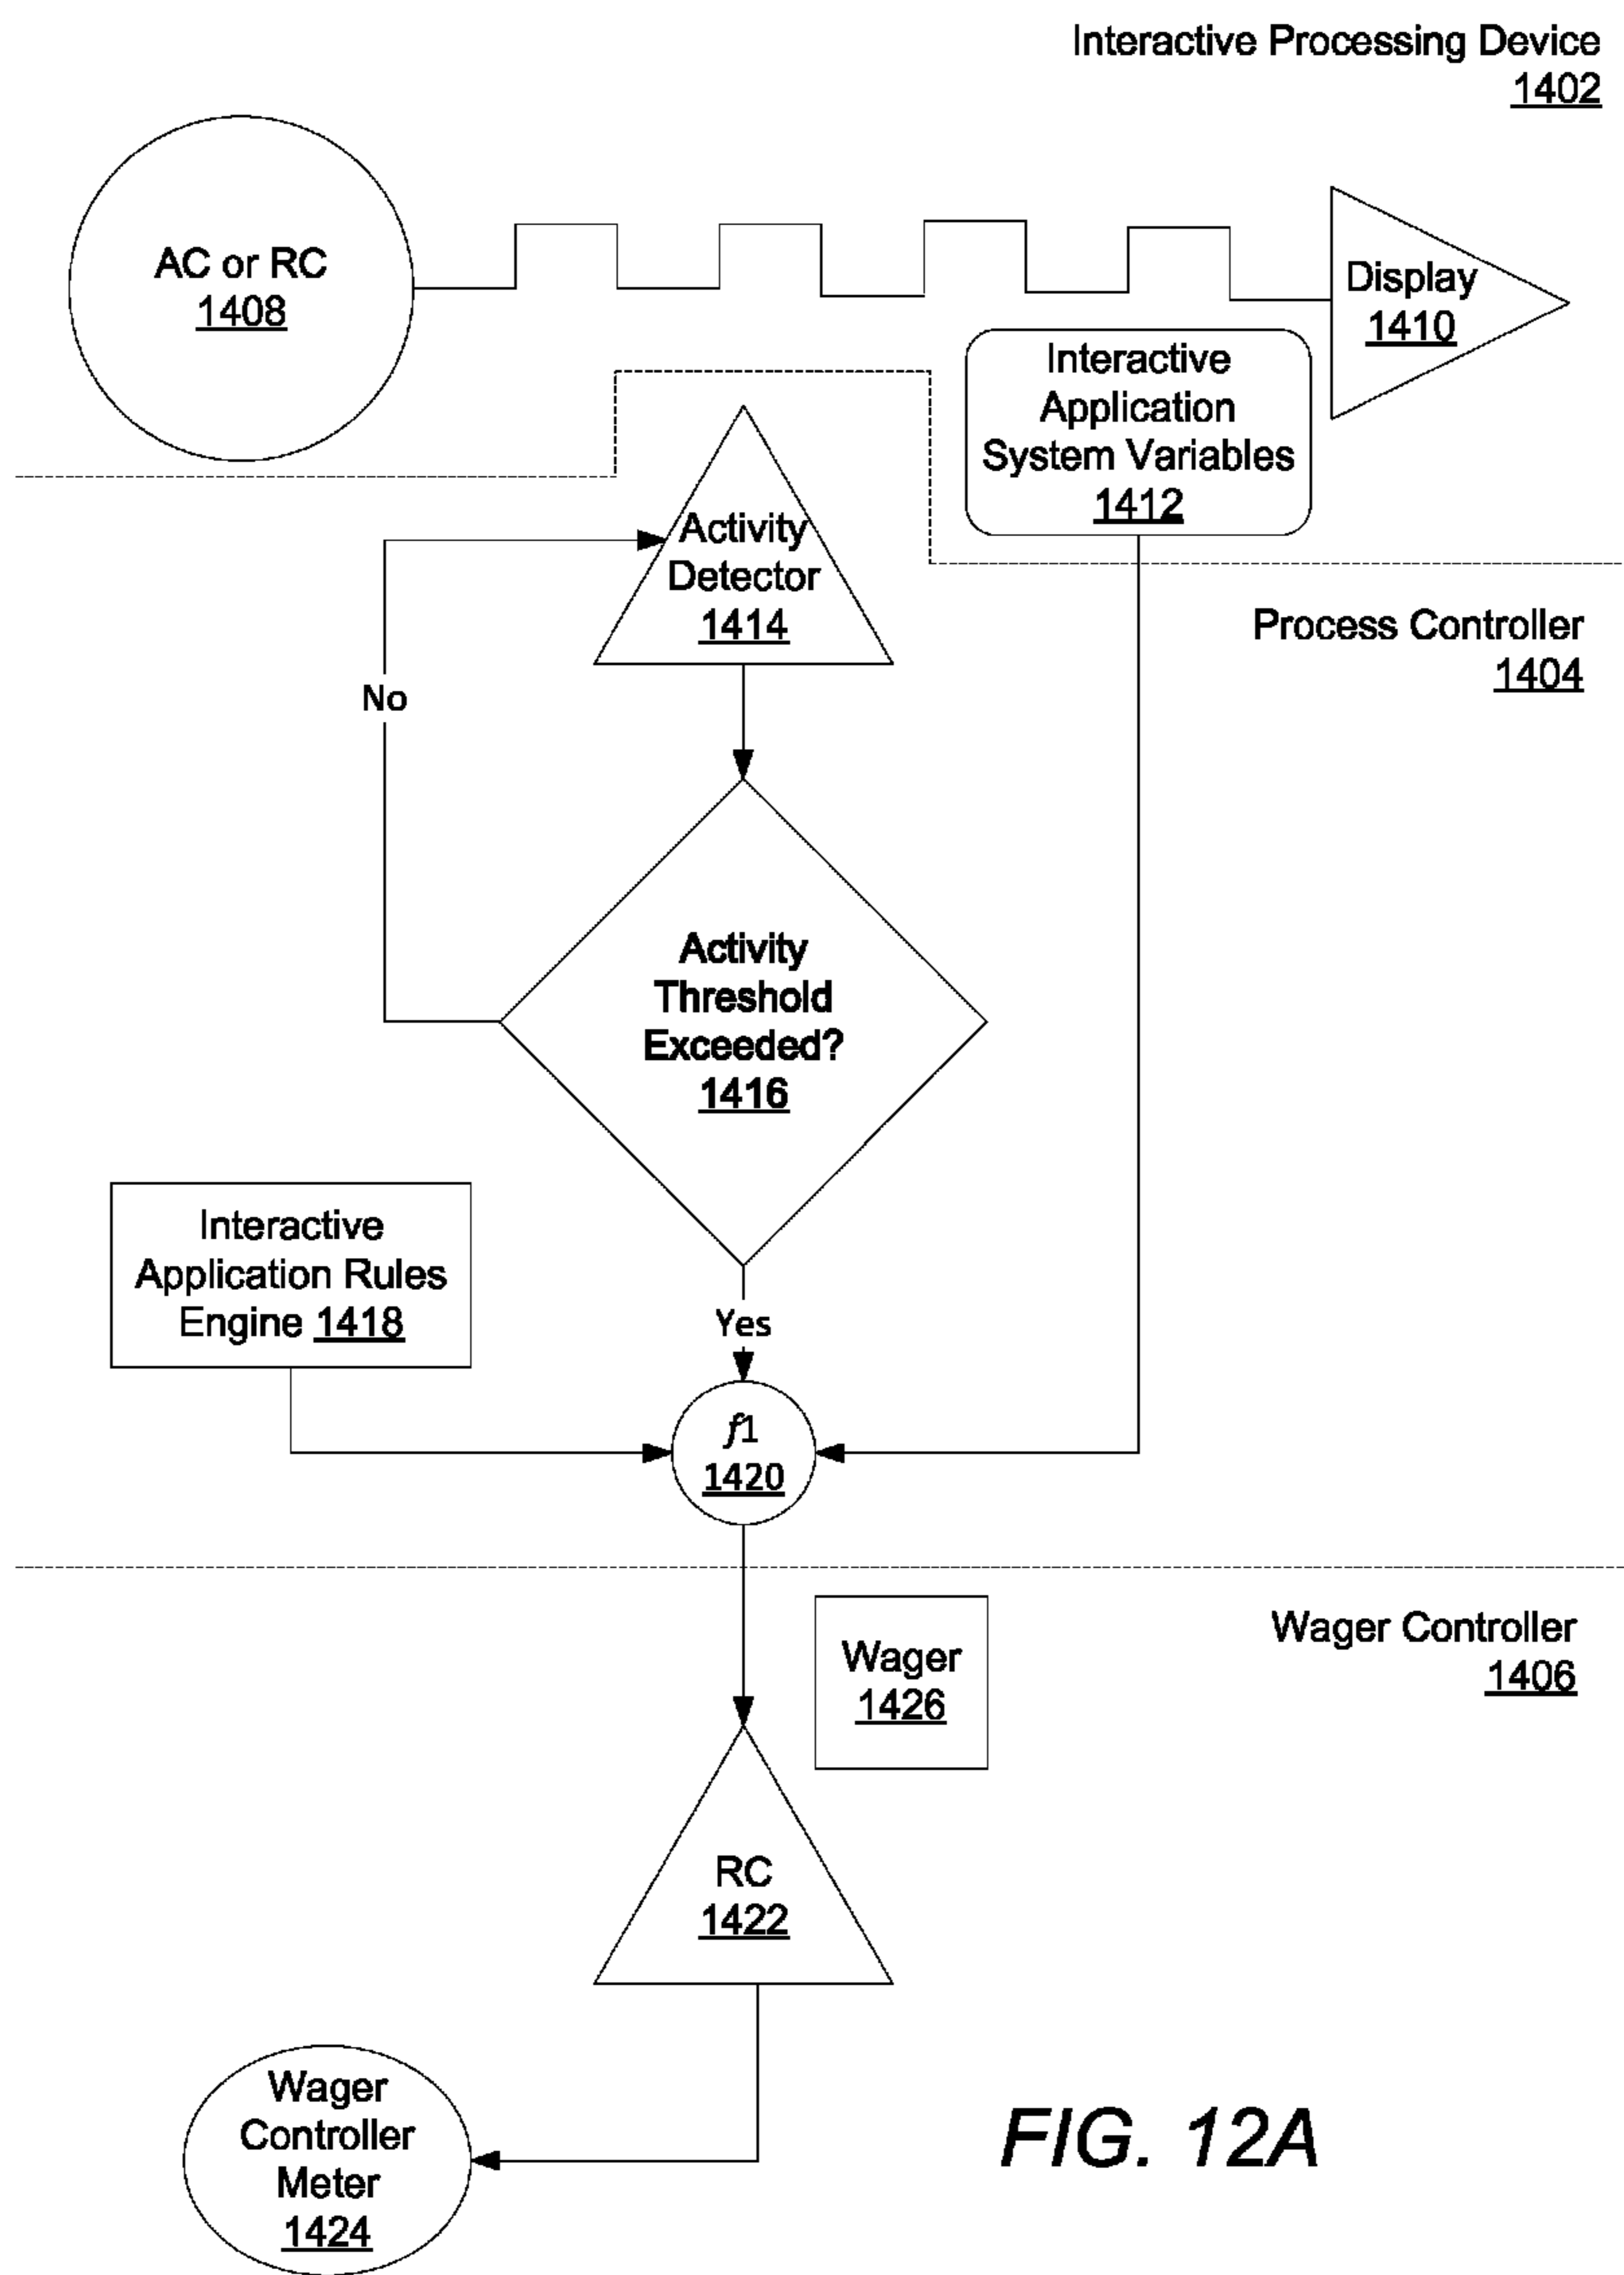 Interactive Processing Device
1402
AC or RC
1408
Display
1410
Interactive
Application
System Variables
1412
Activity
Detector
1414
Process Controller
1404
No
Activity
Threshold
Exceeded?
1416
Interactive
Application Rules
Engine 1418
Yes
f1
1420
Wager
1426
Wager Controller
1406
RC
1422
Wager
Controller
Meter
1424
FIG. 12A